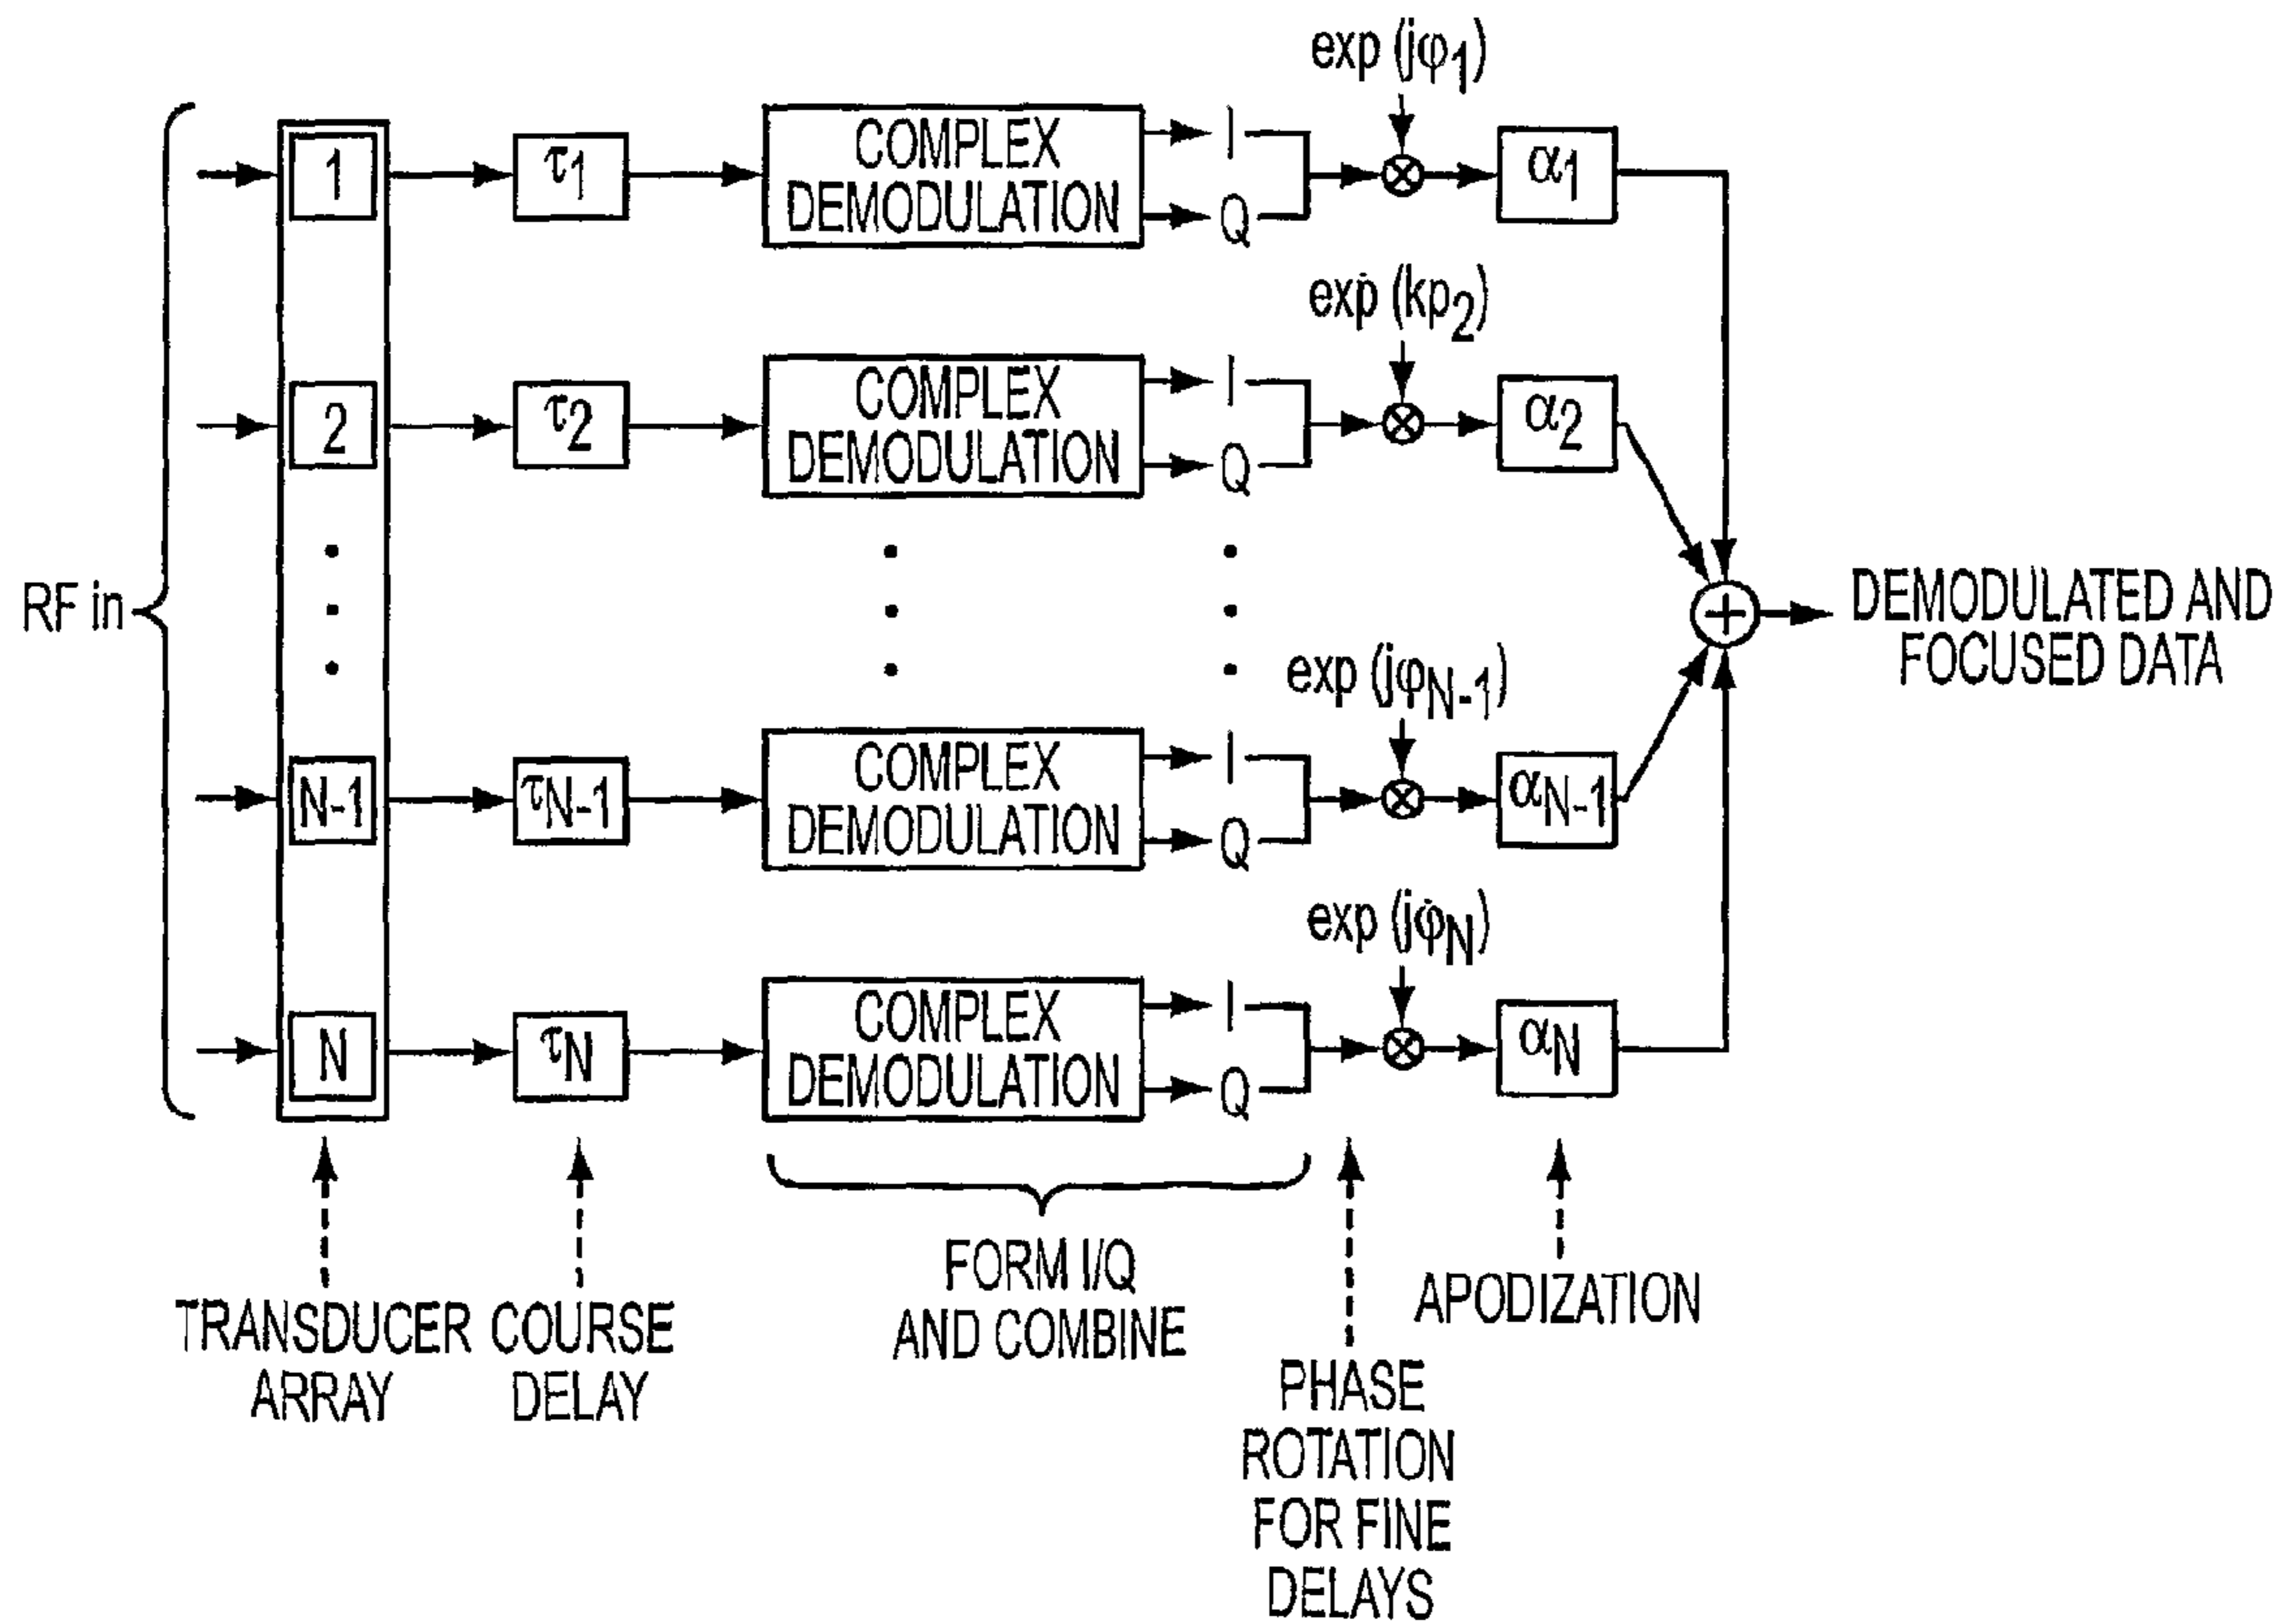 exp (jφ1)
1
τ1
COMPLEX
DEMODULATION
I
Q
α1
exp (kp2)
2
τ2
COMPLEX
DEMODULATION
I
Q
α2
RF in
DEMODULATED AND
FOCUSED DATA
exp (jφN-1)
N-1
τN-1
COMPLEX
DEMODULATION
I
Q
αN-1
exp (jφN)
N
τN
COMPLEX
DEMODULATION
I
Q
αN
TRANSDUCER
ARRAY
COURSE
DELAY
FORM I/Q
AND COMBINE
PHASE
ROTATION
FOR FINE
DELAYS
APODIZATION